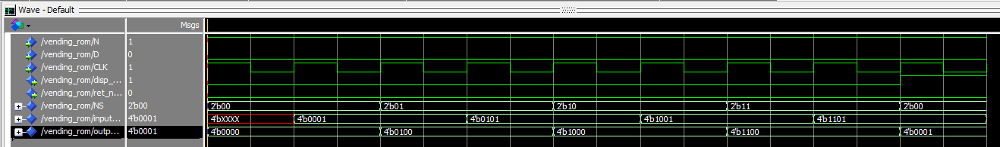 Wave - Default
Msgs
/vending_rom/N 1
/vending_rom/D 0
/vending_rom/CLK 1
/vending_rom/disp_... 1
/vending_rom/ret_n... 0
/vending_rom/NS 2'b00 2'b00 2'b01 2'b10 2'b11 2'b00
/vending_rom/input... 4'b0001 4'bXXXX 4'b0001 4'b0101 4'b1001 4'b1101
/vending_rom/outp... 4'b0001 4'b0000 4'b0100 4'b1000 4'b1100 4'b0001